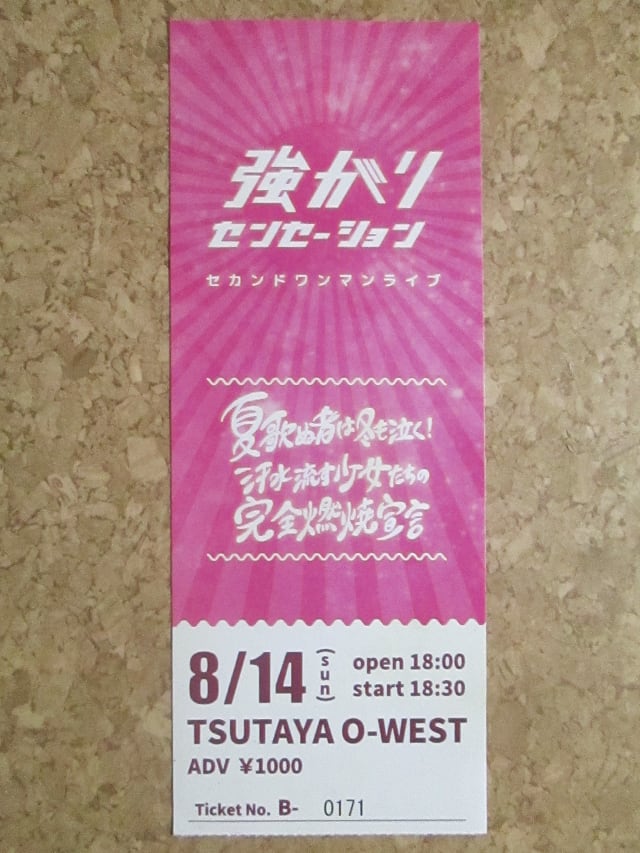 強がり
センセーション
セカンドワンマンライブ
夏歌ぬ者は冬も泣く!
汗水流す少女たちの
完全燃焼宣言
8/14 (sun) open 18:00
start 18:30
TSUTAYA O-WEST
ADV ¥1000
Ticket No. B- 0171